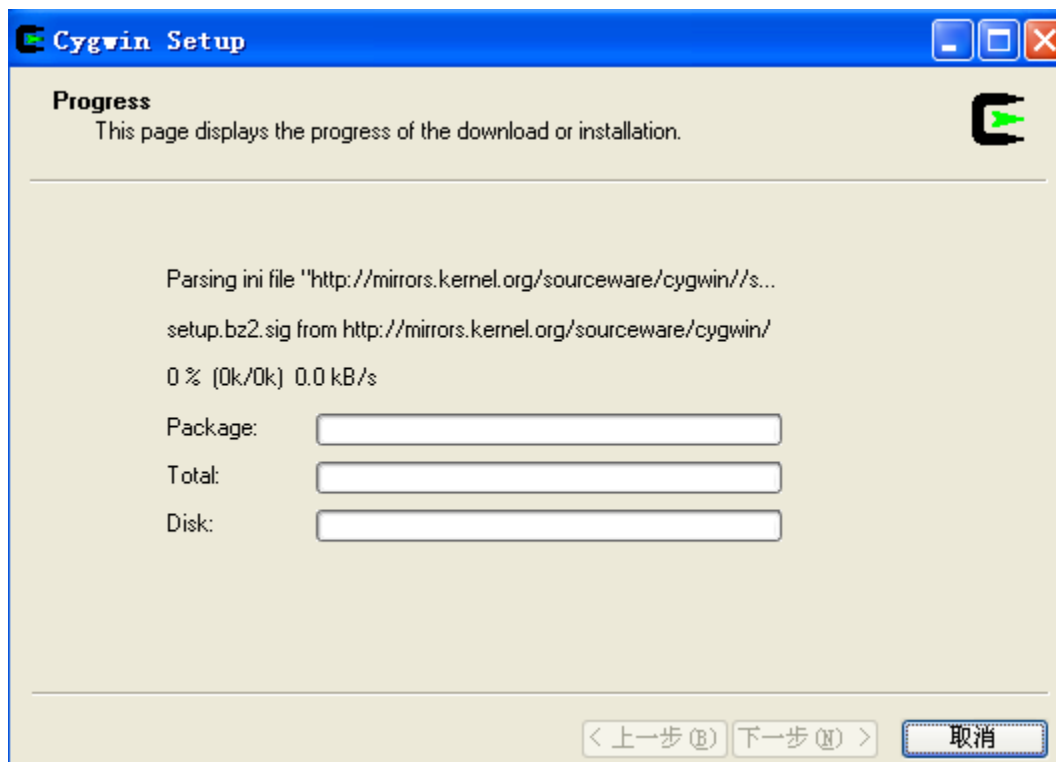 Cygwin Setup
Progress
This page displays the progress of the download or installation.
Parsing ini file "http://mirrors.kernel.org/sourceware/cygwin//s...
setup.bz2.sig from http://mirrors.kernel.org/sourceware/cygwin/
0 % (0k/0k) 0.0 kB/s
Package:
Total:
Disk:
< 上一步(B) 下一步(N) > 取消